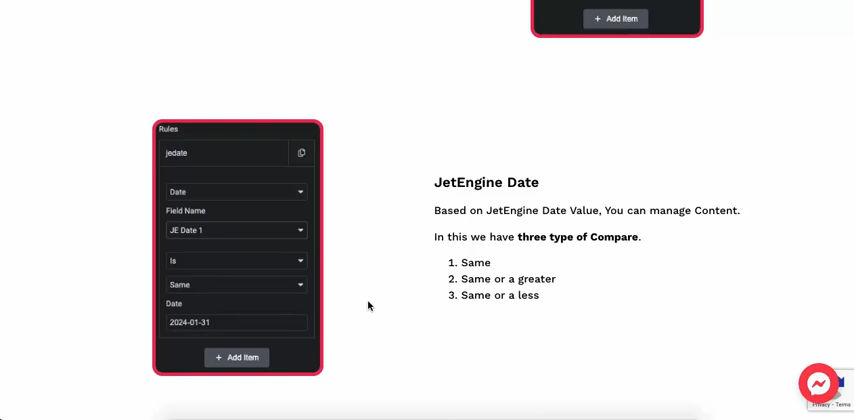 + Add Item
Rules
jedate
Date
Field Name
JE Date 1
Is
Same
Date
2024-01-31
+ Add Item
JetEngine Date
Based on JetEngine Date Value, You can manage Content.
In this we have three type of Compare.
1. Same
2. Same or a greater
3. Same or a less
Privacy - Terms